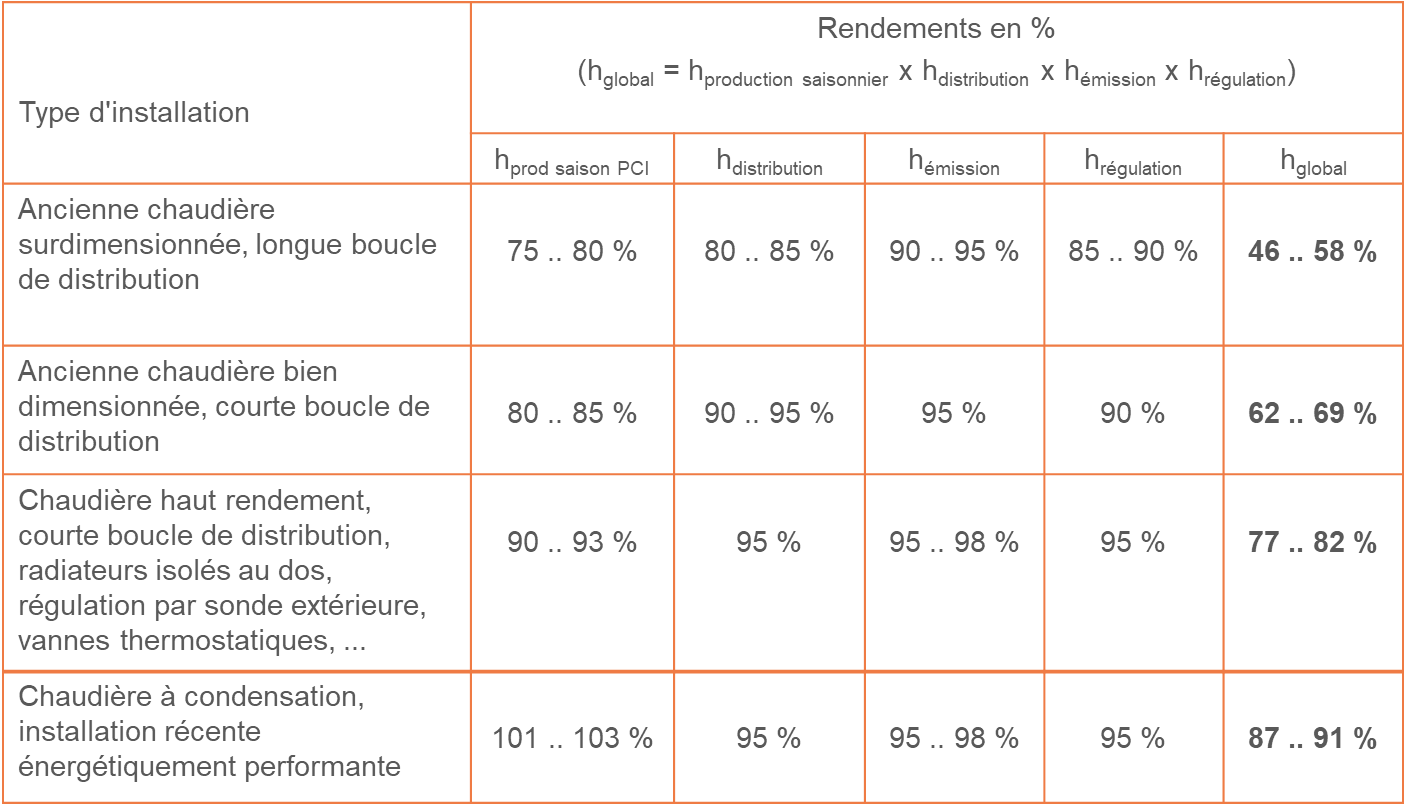 Rendements en %
(hglobal = hproduction saisonnier x hdistribution x hémission x hrégulation)
Type d'installation
hprod saison PCI hdistribution hémission hrégulation hglobal
Ancienne chaudière
surdimensionnée, longue boucle
de distribution
75 .. 80 % 80 .. 85 % 90 .. 95 % 85 .. 90 % 46 .. 58 %
Ancienne chaudière bien
dimensionnée, courte boucle de
distribution
80 .. 85 % 90 .. 95 % 95 % 90 % 62 .. 69 %
Chaudière haut rendement,
courte boucle de distribution,
radiateurs isolés au dos,
régulation par sonde extérieure,
vannes thermostatiques, ...
90 .. 93 % 95 % 95 .. 98 % 95 % 77 .. 82 %
Chaudière à condensation,
installation récente
énergétiquement performante
101 .. 103 % 95 % 95 .. 98 % 95 % 87 .. 91 %